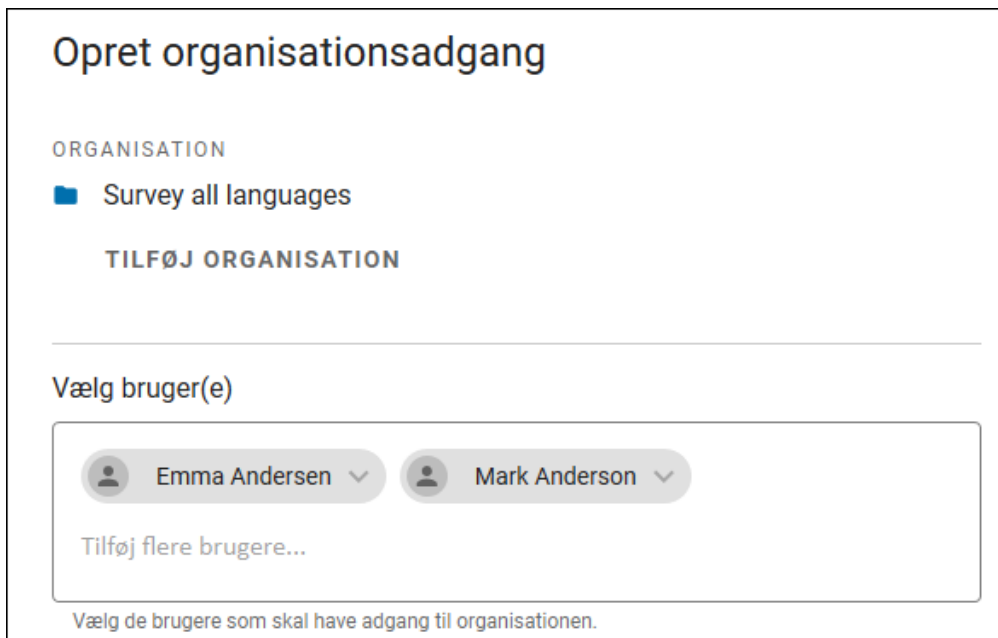 Opret organisationsadgang
ORGANISATION
Survey all languages
TILFØJ ORGANISATION
Vælg bruger(e)
Emma Andersen Mark Anderson
Tilføj flere brugere...
Vælg de brugere som skal have adgang til organisationen.